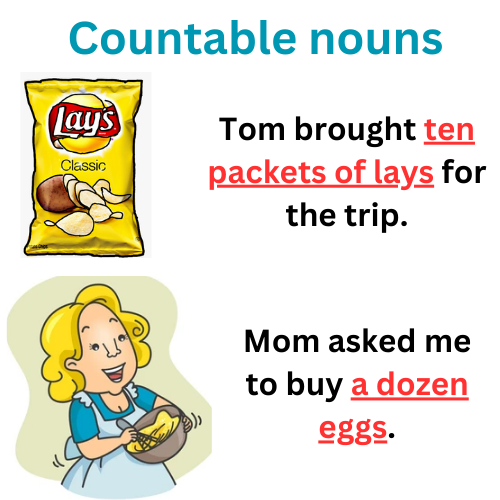 Countable nouns
Lay's
Classic
Tom brought ten
packets of lays for
the trip.
Mom asked me
to buy a dozen
eggs.